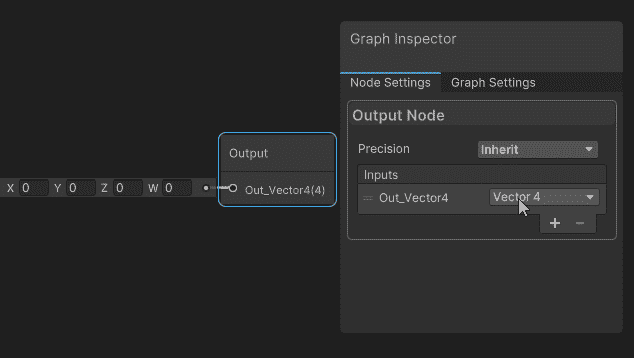 Graph Inspector
Node Settings Graph Settings
Output Node
Precision Inherit
Inputs
Out_Vector4 Vector 4
+ −
Output
X 0 Y 0 Z 0 W 0 Out_Vector4(4)